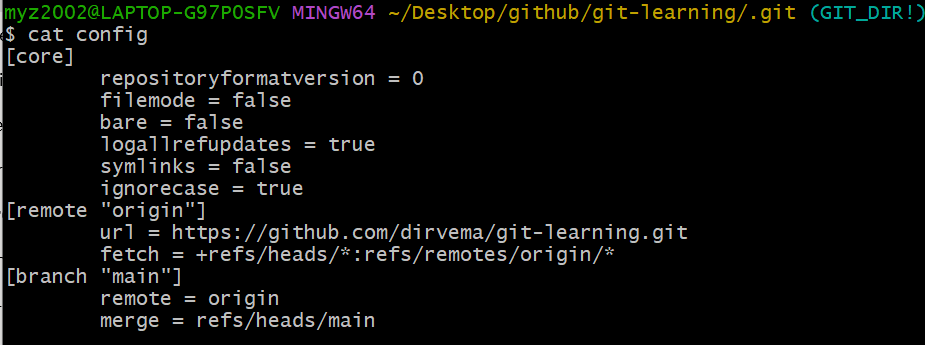 myz2002@LAPTOP-G97P0SFV MINGW64 ~/Desktop/github/git-learning/.git (GIT_DIR!)
$ cat config
[core]
        repositoryformatversion = 0
        filemode = false
        bare = false
        logallrefupdates = true
        symlinks = false
        ignorecase = true
[remote "origin"]
        url = https://github.com/dirvema/git-learning.git
        fetch = +refs/heads/*:refs/remotes/origin/*
[branch "main"]
        remote = origin
        merge = refs/heads/main